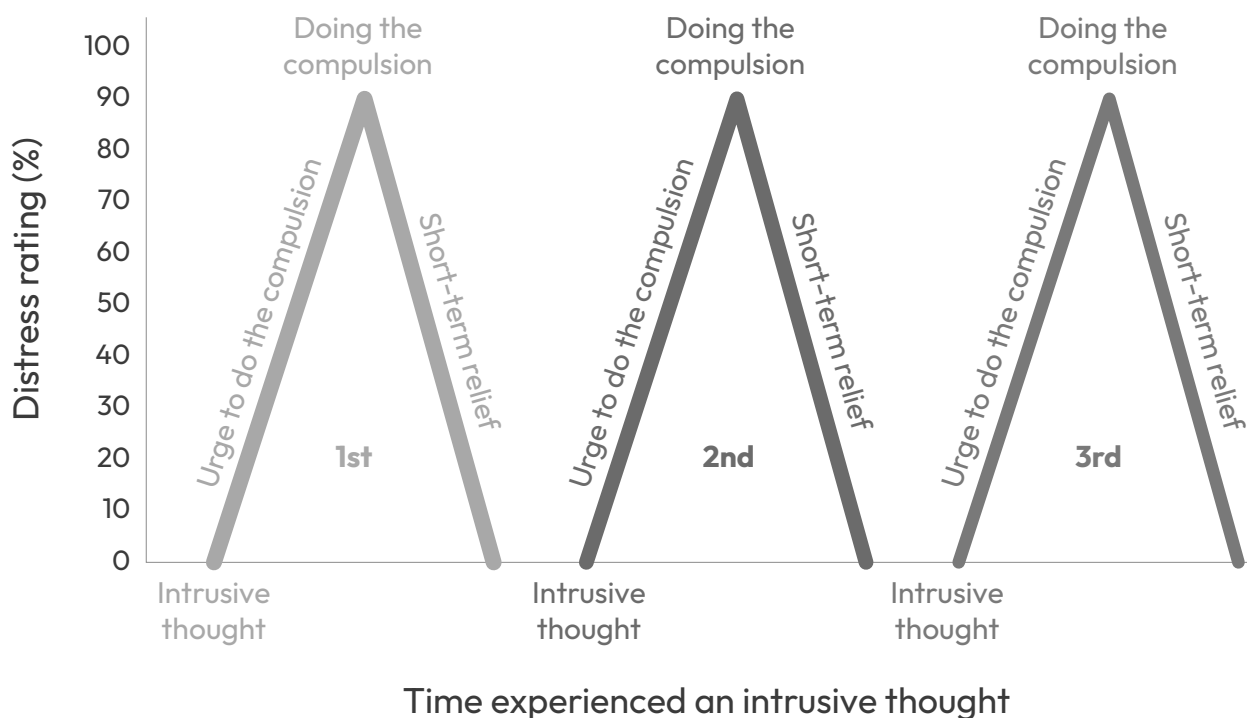 Distress rating (%)
100
90
80
70
60
50
40
30
20
10
0
Doing the
compulsion
Urge to do the compulsion
Short-term relief
1st
Intrusive
thought
Doing the
compulsion
Urge to do the compulsion
Short-term relief
2nd
Intrusive
thought
Doing the
compulsion
Urge to do the compulsion
Short-term relief
3rd
Intrusive
thought
Time experienced an intrusive thought